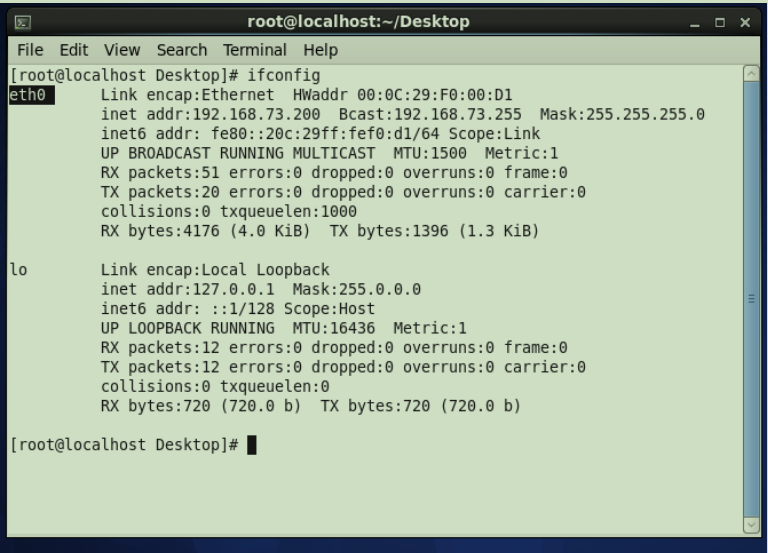 root@localhost:~/Desktop
File Edit View Search Terminal Help
[root@localhost Desktop]# ifconfig
eth0      Link encap:Ethernet  HWaddr 00:0C:29:F0:00:D1
          inet addr:192.168.73.200  Bcast:192.168.73.255  Mask:255.255.255.0
          inet6 addr: fe80::20c:29ff:fef0:d1/64 Scope:Link
          UP BROADCAST RUNNING MULTICAST  MTU:1500  Metric:1
          RX packets:51 errors:0 dropped:0 overruns:0 frame:0
          TX packets:20 errors:0 dropped:0 overruns:0 carrier:0
          collisions:0 txqueuelen:1000
          RX bytes:4176 (4.0 KiB)  TX bytes:1396 (1.3 KiB)

lo        Link encap:Local Loopback
          inet addr:127.0.0.1  Mask:255.0.0.0
          inet6 addr: ::1/128 Scope:Host
          UP LOOPBACK RUNNING  MTU:16436  Metric:1
          RX packets:12 errors:0 dropped:0 overruns:0 frame:0
          TX packets:12 errors:0 dropped:0 overruns:0 carrier:0
          collisions:0 txqueuelen:0
          RX bytes:720 (720.0 b)  TX bytes:720 (720.0 b)

[root@localhost Desktop]#